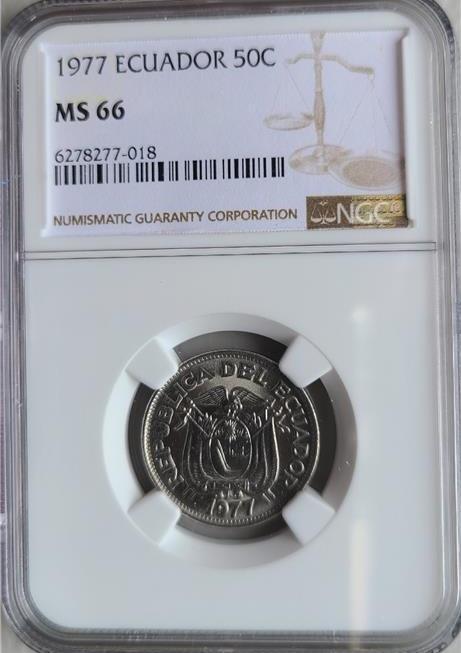 1977 ECUADOR 50C
MS 66
6278277-018
NUMISMATIC GUARANTY CORPORATION
NGC
REPUBLICA DEL ECUADOR
1977